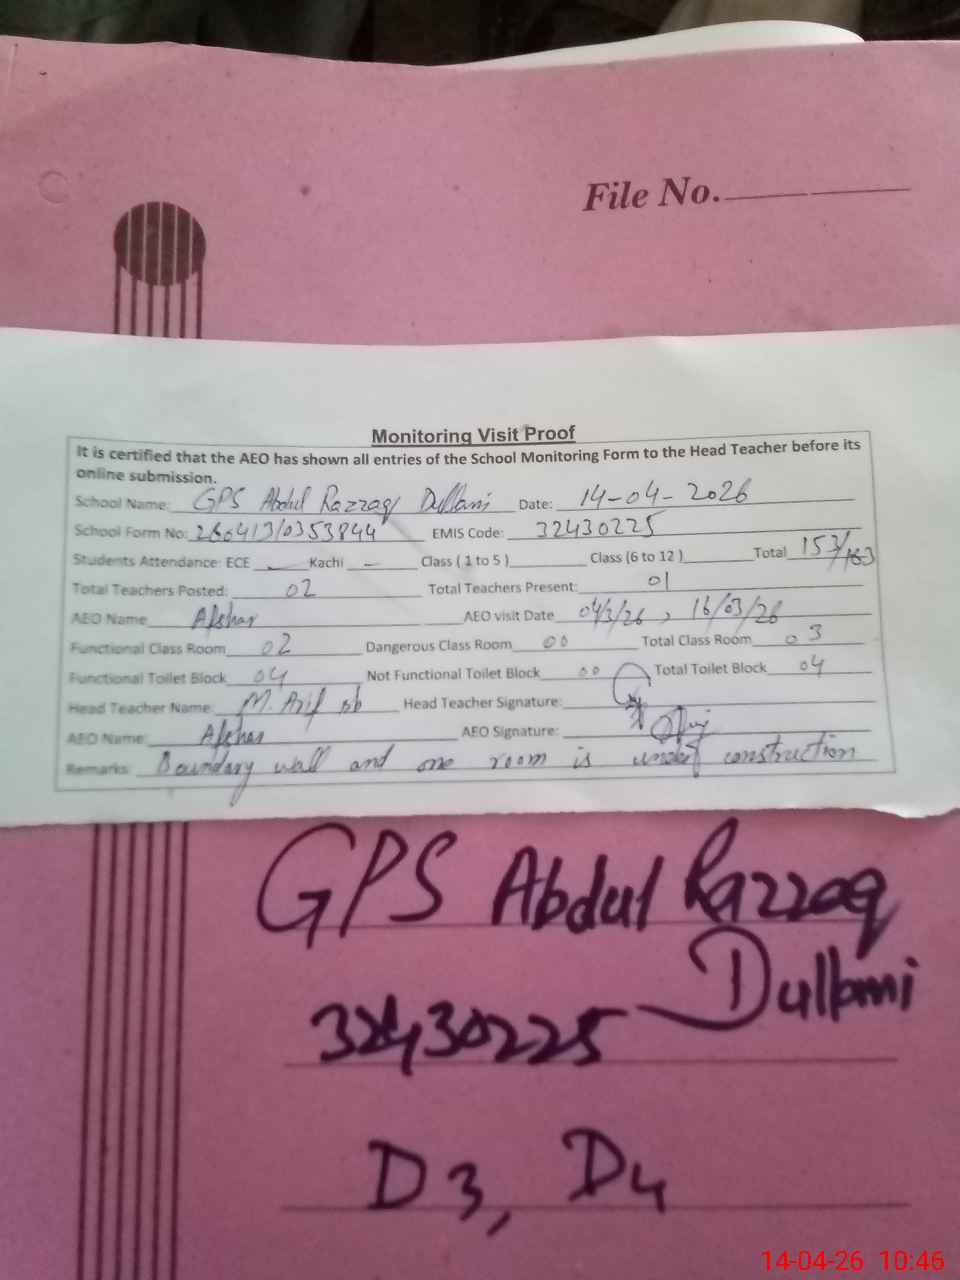 File No.
Monitoring Visit Proof
It is certified that the AEO has shown all entries of the School Monitoring Form to the Head Teacher before its
online submission.
School Name: GPS Abdul Razzaq Dullami Date: 14-04-2026
School Form No: EMIS Code: 32430225
Students Attendance: ECE — Kachi — Class ( 1 to 5 ) Class (6 to 12 ) Total 153/163
Total Teachers Posted: 02 Total Teachers Present: 01
AEO Name Afshar AEO visit Date 04/3/26, 16/03/26
Functional Class Room 02 Dangerous Class Room 00 Total Class Room 03
Functional Toilet Block 04 Not Functional Toilet Block 00 Total Toilet Block 04
Head Teacher Name: M. Arif sb Head Teacher Signature:
AEO Name: Afshar AEO Signature:
Remarks: Boundary wall and one room is under construction
GPS Abdul Razzaq
Dullami
32430225
D3, D4
14-04-26 10:46